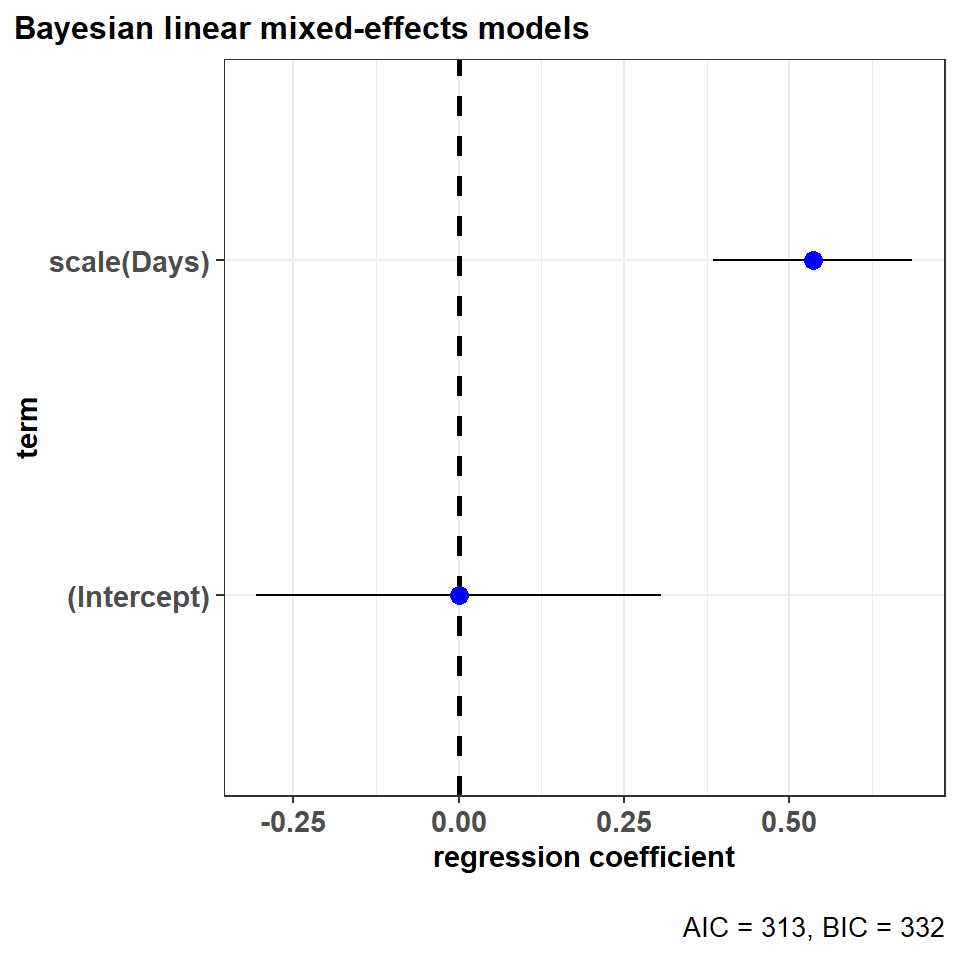 Bayesian linear mixed-effects models
scale(Days)
term
(Intercept)
-0.25 0.00 0.25 0.50
regression coefficient
AIC = 313, BIC = 332